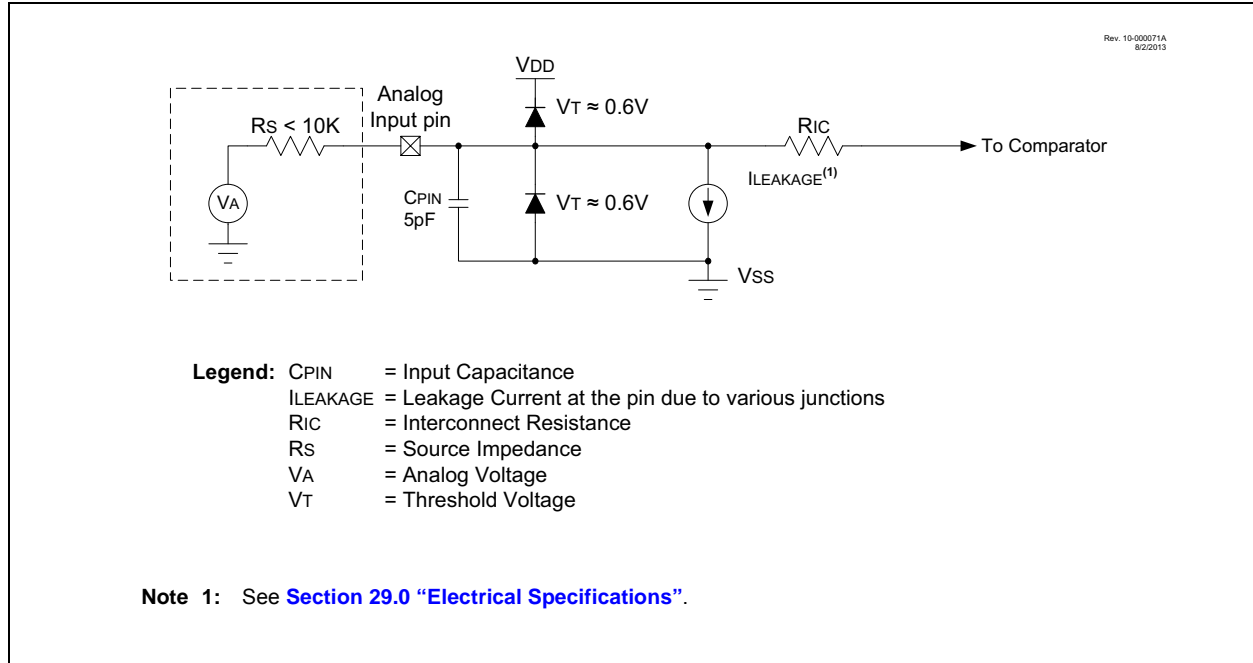 Rev. 10-000071A
8/2/2013
VDD
Analog
Input pin
VT ≈ 0.6V
RS < 10K
RIC
To Comparator
ILEAKAGE(1)
VA
CPIN
5pF
VT ≈ 0.6V
VSS
Legend: CPIN = Input Capacitance
ILEAKAGE = Leakage Current at the pin due to various junctions
RIC = Interconnect Resistance
RS = Source Impedance
VA = Analog Voltage
VT = Threshold Voltage
Note 1: See Section 29.0 “Electrical Specifications”.